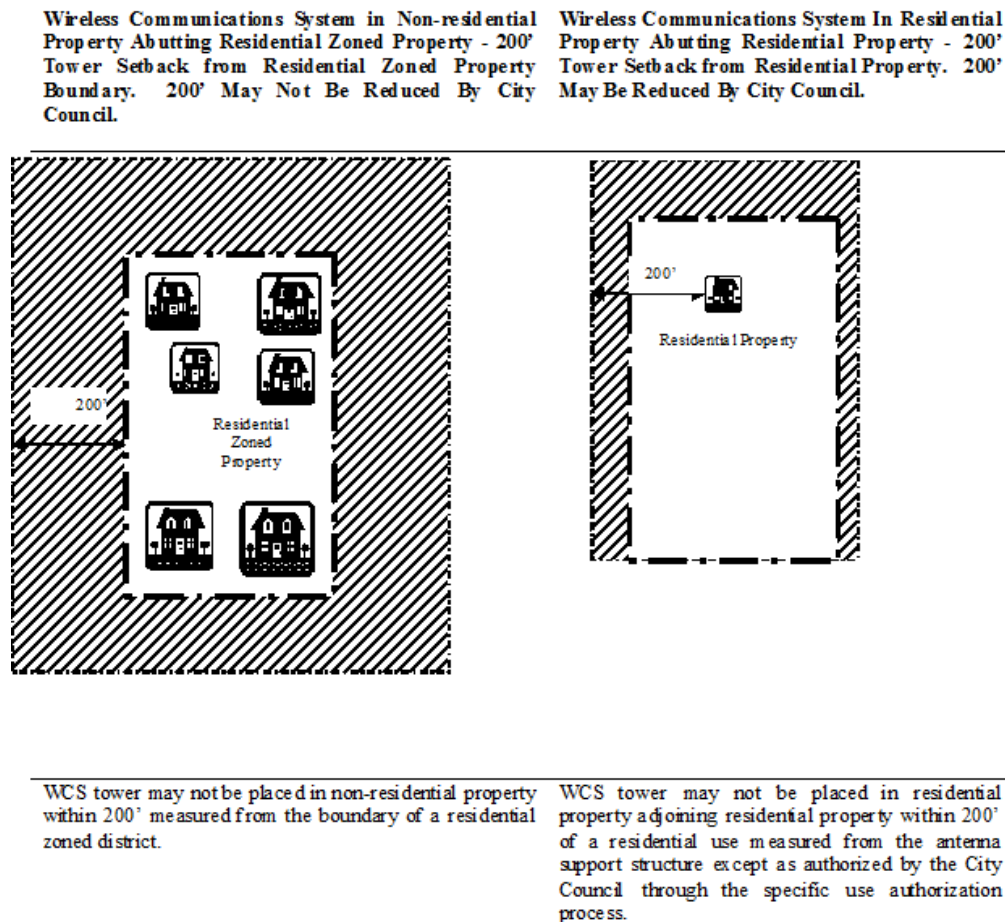 Wireless Communications System in Non-residential
Property Abutting Residential Zoned Property - 200’
Tower Setback from Residential Zoned Property
Boundary. 200’ May Not Be Reduced By City
Council.
Wireless Communications System In Residential
Property Abutting Residential Property - 200’
Tower Setback from Residential Property. 200’
May Be Reduced By City Council.
200’
Residential
Zoned
Property
200’
Residential Property
WCS tower may not be placed in non-residential property
within 200’ measured from the boundary of a residential
zoned district.
WCS tower may not be placed in residential
property adjoining residential property within 200’
of a residential use measured from the antenna
support structure except as authorized by the City
Council through the specific use authorization
process.